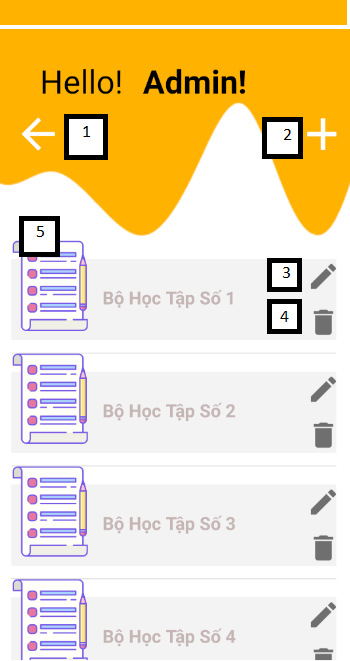 Hello! Admin!
1
2
5
3
Bộ Học Tập Số 1
4
Bộ Học Tập Số 2
Bộ Học Tập Số 3
Bộ Học Tập Số 4